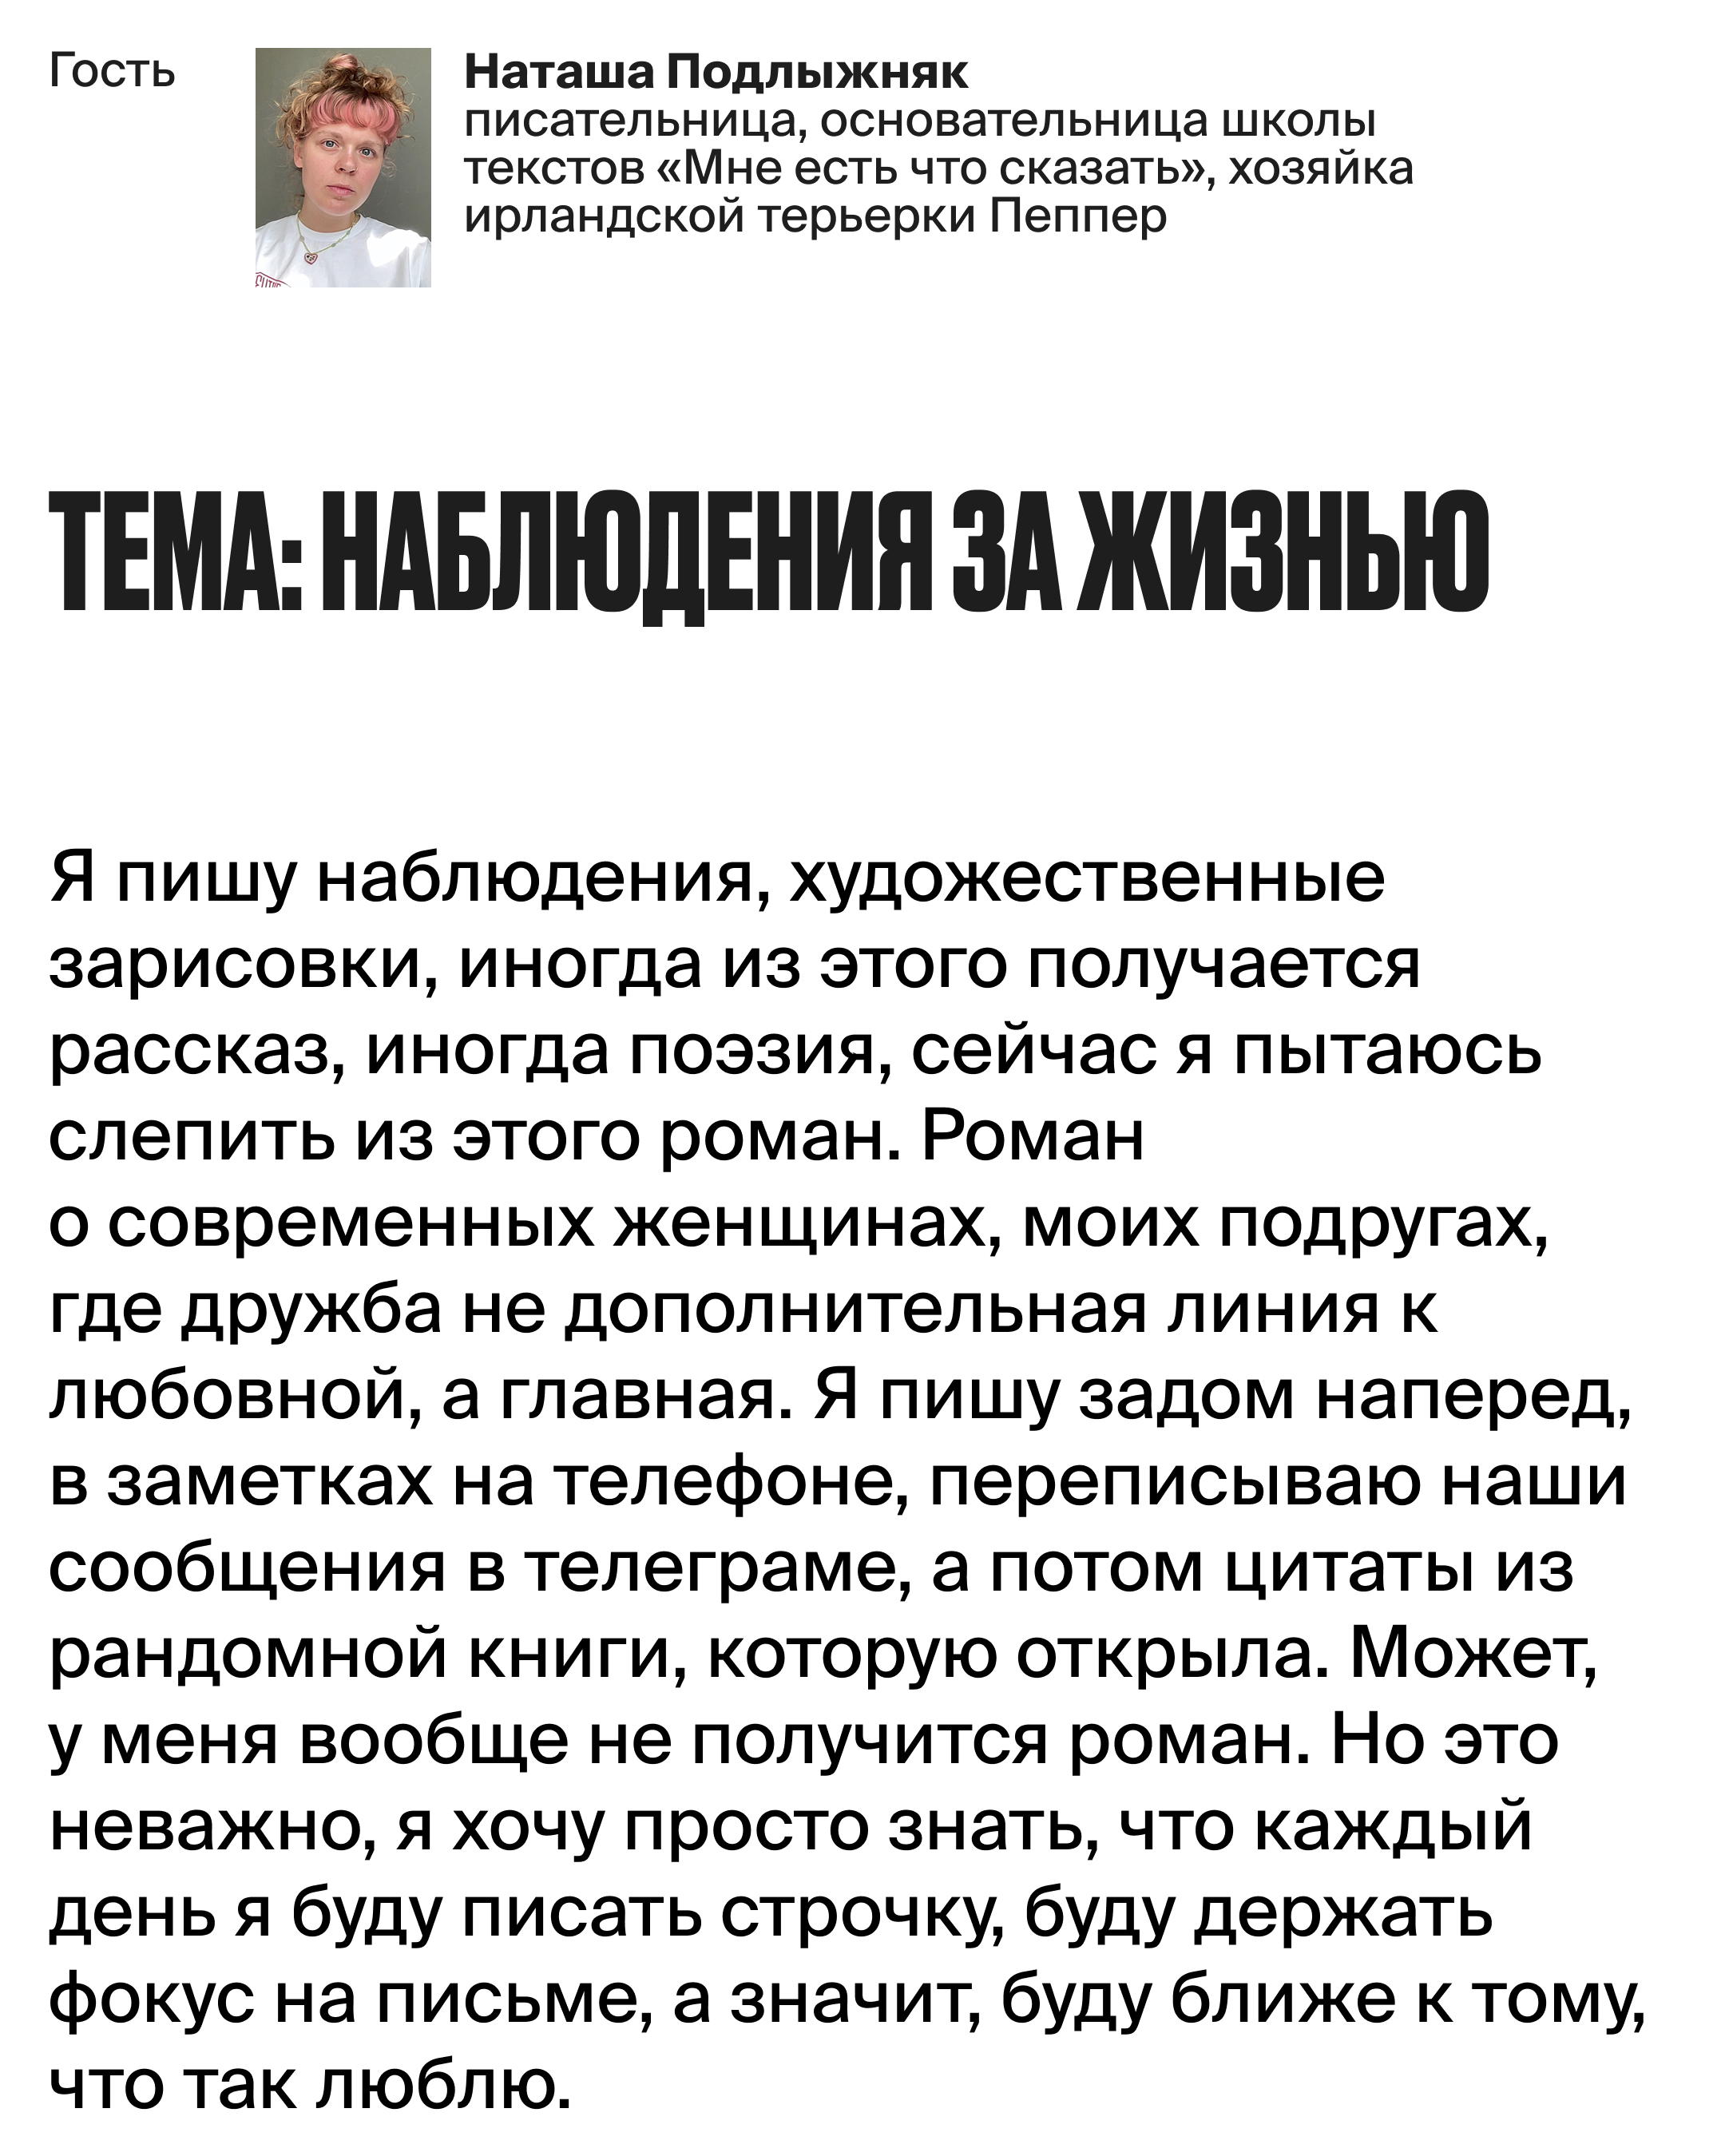 Гость
Наташа Подлыжняк
писательница, основательница школы
текстов «Мне есть что сказать», хозяйка
ирландской терьерки Пеппер
ТЕМА: НАБЛЮДЕНИЯ ЗА ЖИЗНЬЮ
Я пишу наблюдения, художественные
зарисовки, иногда из этого получается
рассказ, иногда поэзия, сейчас я пытаюсь
слепить из этого роман. Роман
о современных женщинах, моих подругах,
где дружба не дополнительная линия к
любовной, а главная. Я пишу задом наперед,
в заметках на телефоне, переписываю наши
сообщения в телеграме, а потом цитаты из
рандомной книги, которую открыла. Может,
у меня вообще не получится роман. Но это
неважно, я хочу просто знать, что каждый
день я буду писать строчку, буду держать
фокус на письме, а значит, буду ближе к тому,
что так люблю.